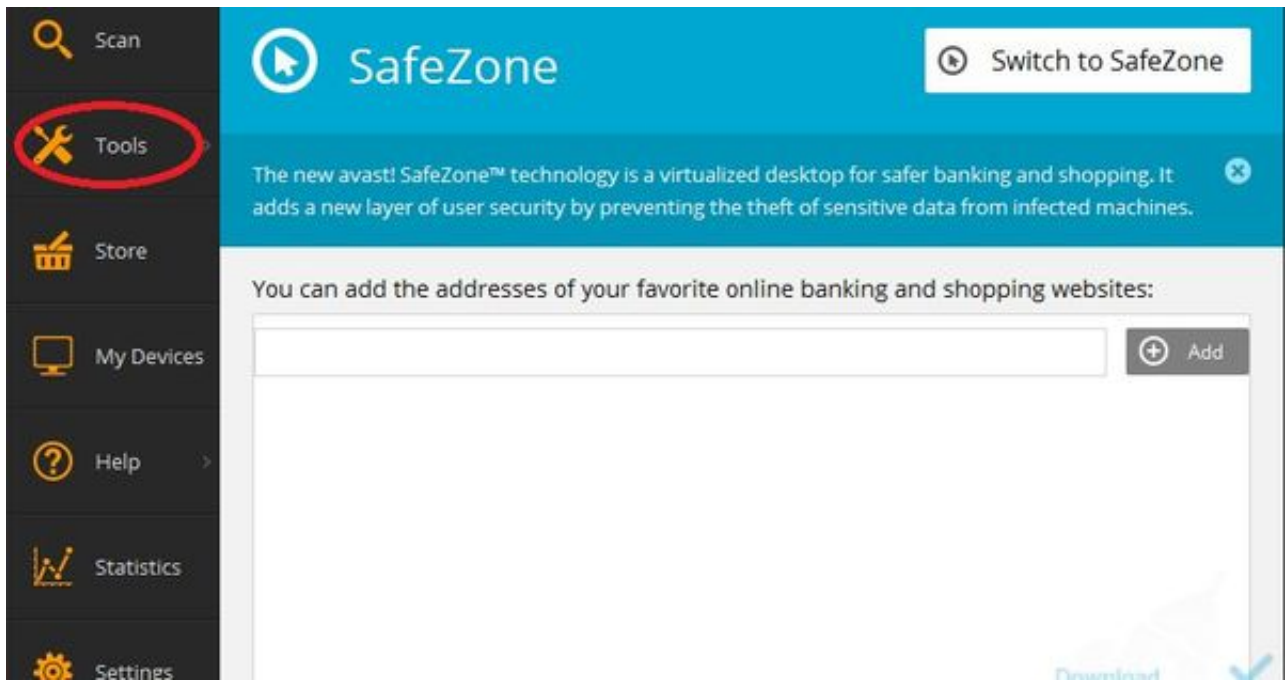 Scan
Tools
Store
My Devices
Help
Statistics
Settings
SafeZone
Switch to SafeZone
The new avast! SafeZone™ technology is a virtualized desktop for safer banking and shopping. It
adds a new layer of user security by preventing the theft of sensitive data from infected machines.
You can add the addresses of your favorite online banking and shopping websites:
Add
Download